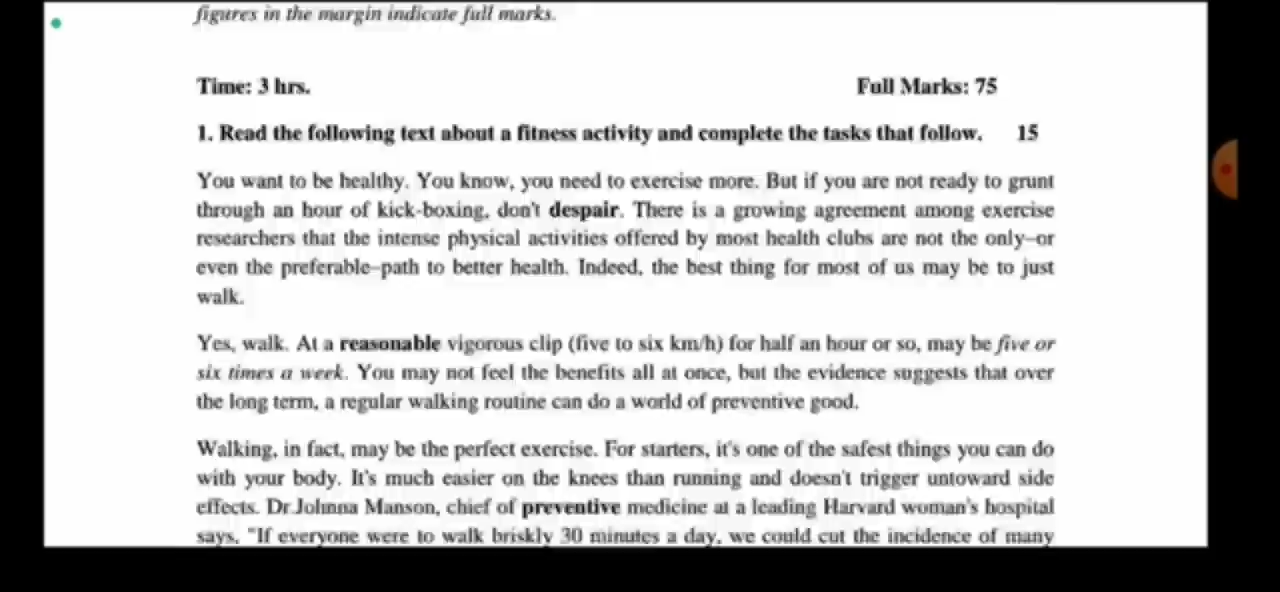 figures in the margin indicate full marks.
Time: 3 hrs. Full Marks: 75
1. Read the following text about a fitness activity and complete the tasks that follow. 15
You want to be healthy. You know, you need to exercise more. But if you are not ready to grunt
through an hour of kick-boxing, don't despair. There is a growing agreement among exercise
researchers that the intense physical activities offered by most health clubs are not the only–or
even the preferable–path to better health. Indeed, the best thing for most of us may be to just
walk.
Yes, walk. At a reasonable vigorous clip (five to six km/h) for half an hour or so, may be five or
six times a week. You may not feel the benefits all at once, but the evidence suggests that over
the long term, a regular walking routine can do a world of preventive good.
Walking, in fact, may be the perfect exercise. For starters, it's one of the safest things you can do
with your body. It's much easier on the knees than running and doesn't trigger untoward side
effects. Dr.Johnna Manson, chief of preventive medicine at a leading Harvard woman's hospital
says, "If everyone were to walk briskly 30 minutes a day, we could cut the incidence of many